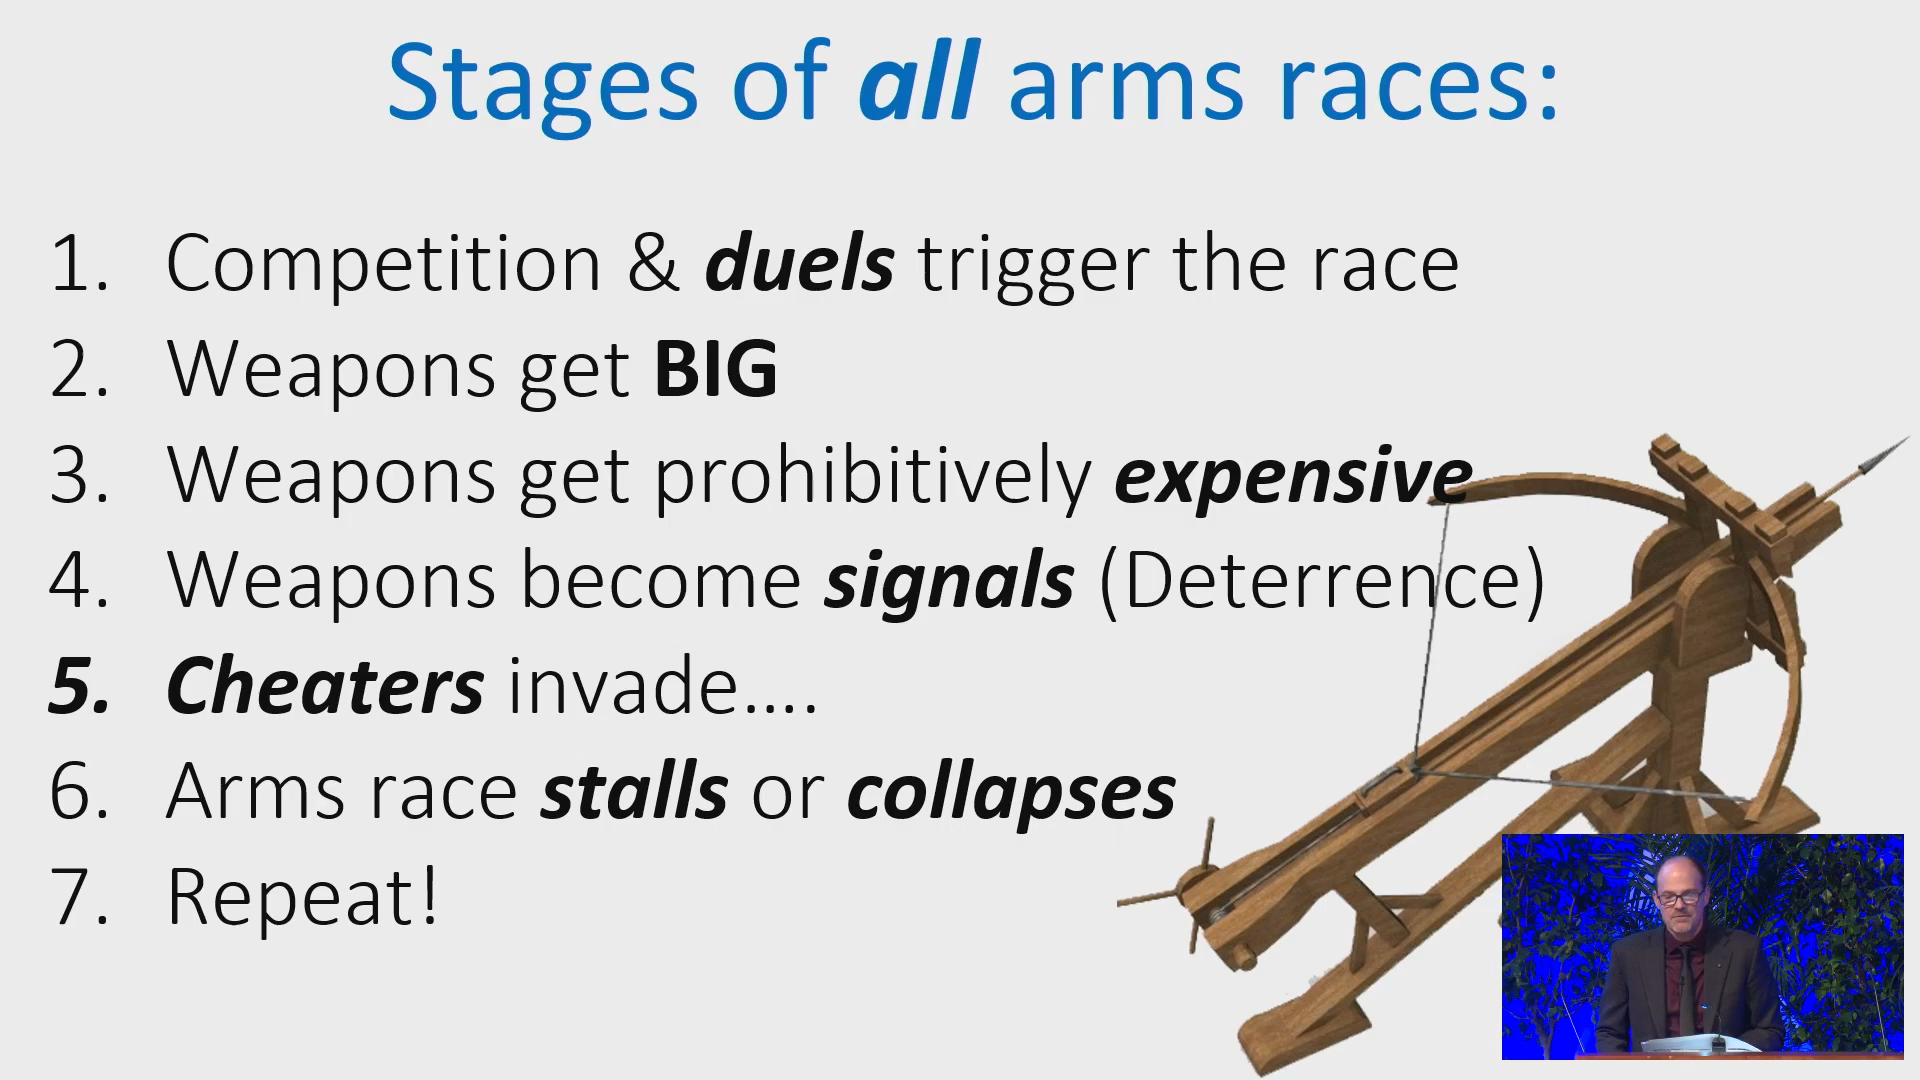 Stages of all arms races:
1. Competition & duels trigger the race
2. Weapons get BIG
3. Weapons get prohibitively expensive
4. Weapons become signals (Deterrence)
5. Cheaters invade....
6. Arms race stalls or collapses
7. Repeat!